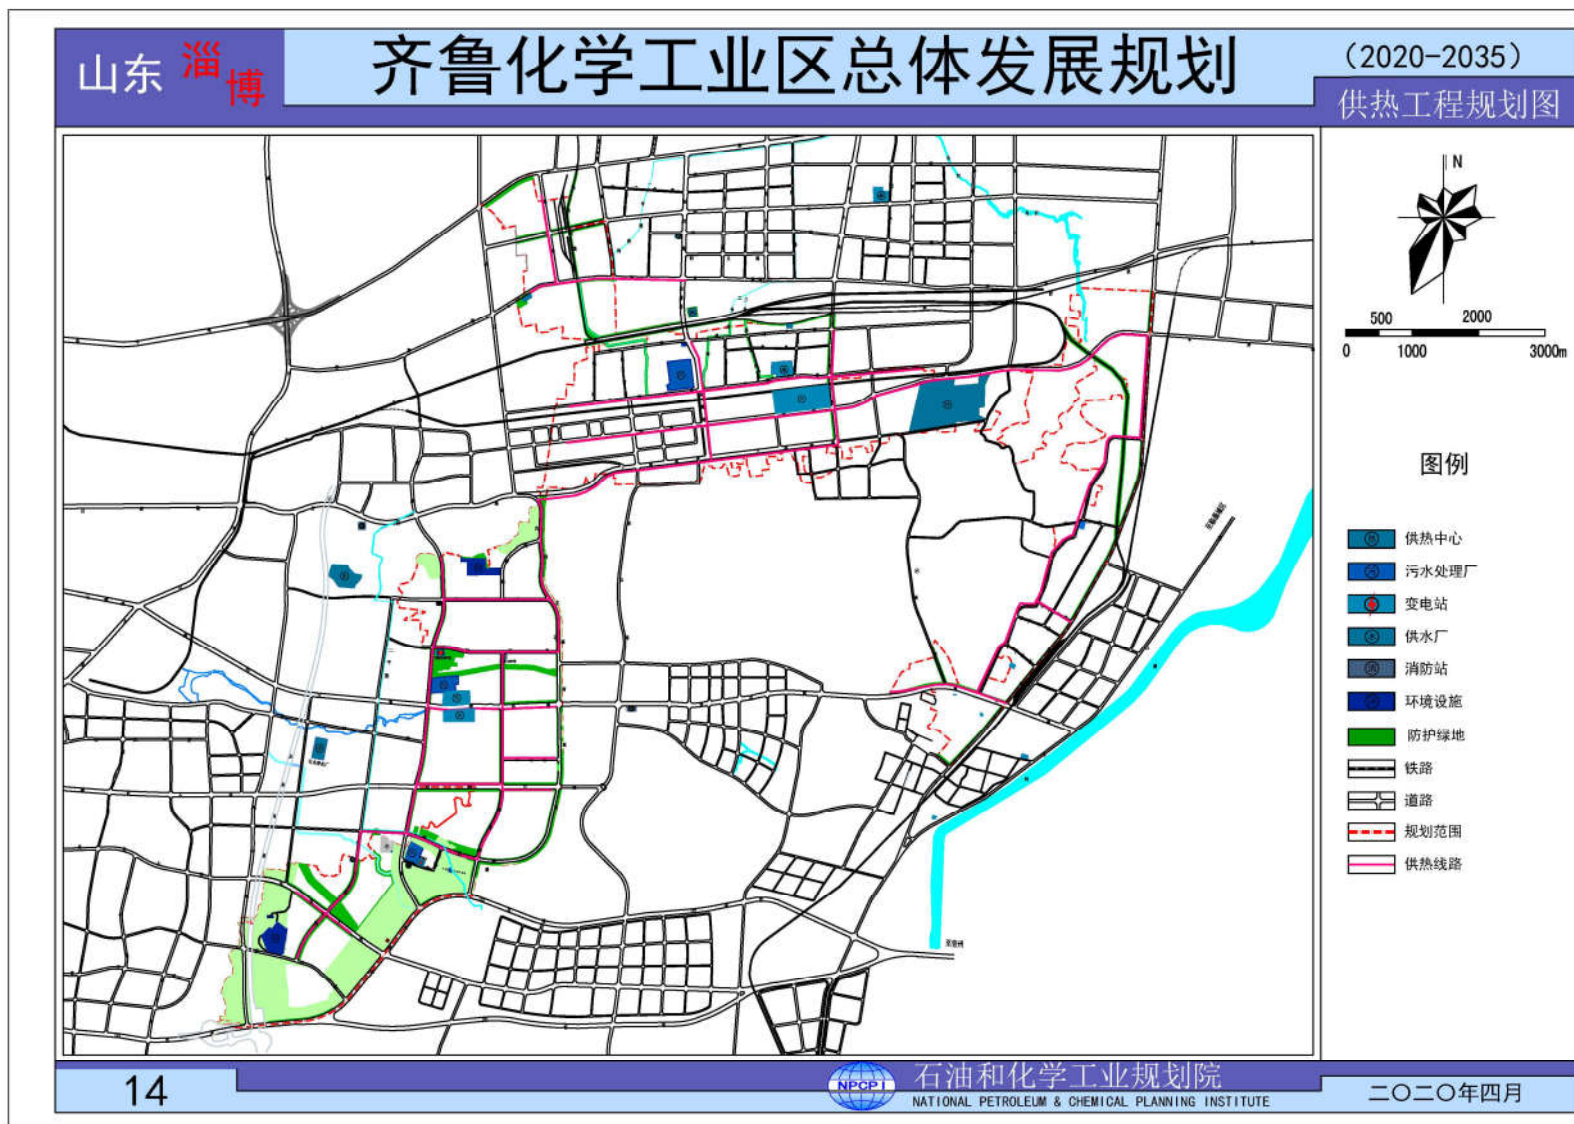 山东 淄博
齐鲁化学工业区总体发展规划
（2020-2035）
供热工程规划图
N
500 2000
0 1000 3000m
图例
供热中心
污水处理厂
变电站
供水厂
消防站
环境设施
防护绿地
铁路
道路
规划范围
供热线路
14
NPCPI
石油和化学工业规划院
NATIONAL PETROLEUM & CHEMICAL PLANNING INSTITUTE
二〇二〇年四月